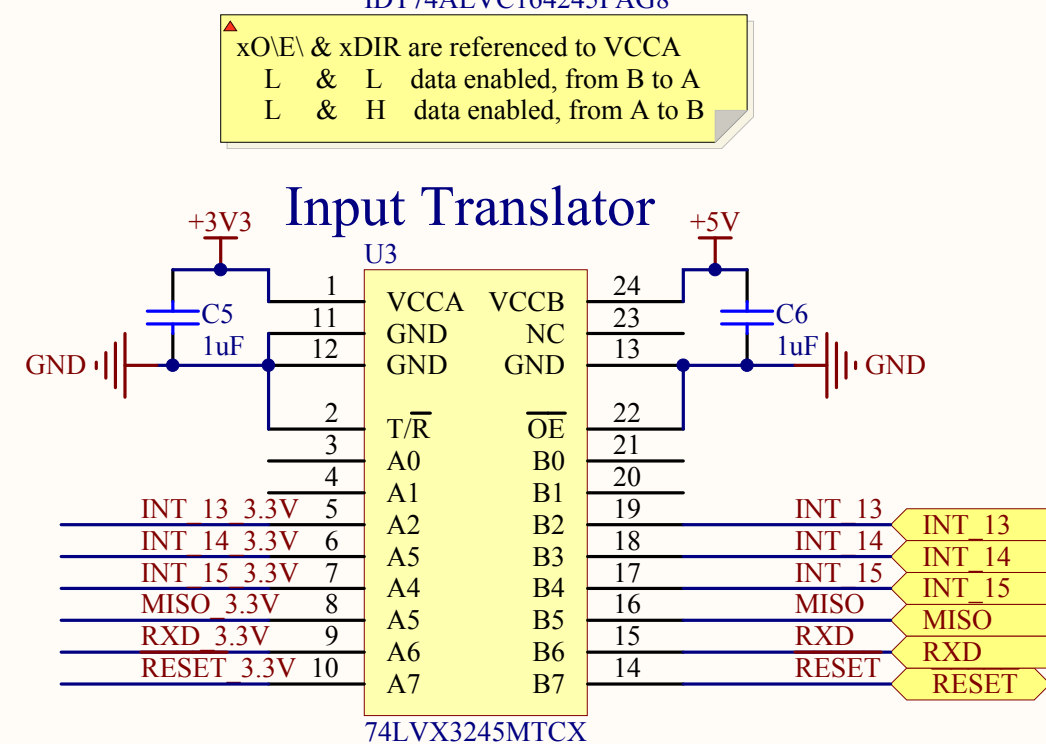 IDT74ALVC164245PAG8
xO\E\ & xDIR are referenced to VCCA
L & L data enabled, from B to A
L & H data enabled, from A to B
Input Translator
+3V3
+5V
U3
1 VCCA VCCB 24
C5
C6
11 GND NC 23
1uF
1uF
12 GND GND 13
GND
GND
2 T/R OE 22
3 A0 B0 21
4 A1 B1 20
INT_13_3.3V 5 A2 B2 19 INT_13 INT_13
INT_14_3.3V 6 A5 B3 18 INT_14 INT_14
INT_15_3.3V 7 A4 B4 17 INT_15 INT_15
MISO_3.3V 8 A5 B5 16 MISO MISO
RXD_3.3V 9 A6 B6 15 RXD RXD
RESET_3.3V 10 A7 B7 14 RESET RESET
74LVX3245MTCX